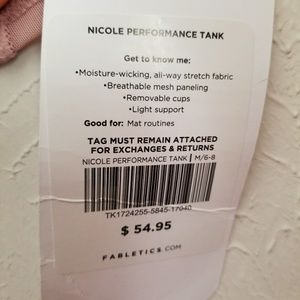 NICOLE PERFORMANCE TANK
Get to know me:
•Moisture-wicking, all-way stretch fabric
•Breathable mesh paneling
•Removable cups
•Light support
Good for: Mat routines
TAG MUST REMAIN ATTACHED
FOR EXCHANGES & RETURNS
NICOLE PERFORMANCE TANK | M/6-8
TK1724255-5845-17040
$ 54.95
FABLETICS.COM